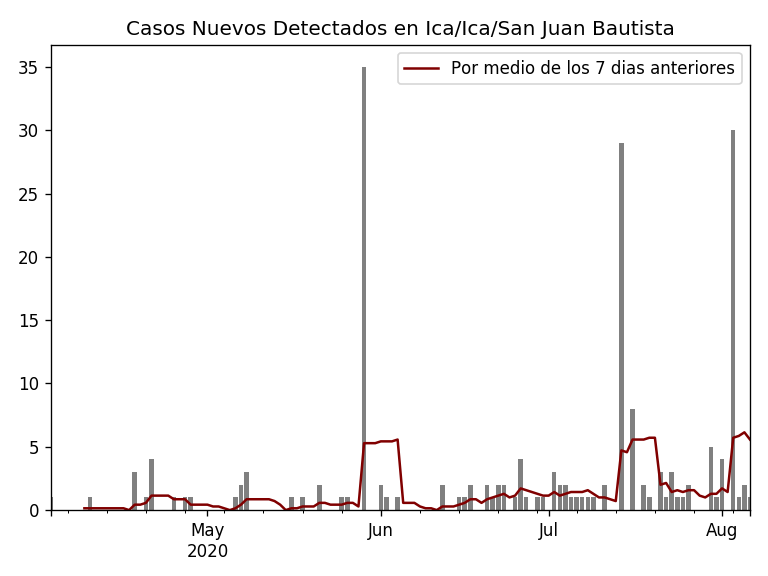 Casos Nuevos Detectados en Ica/Ica/San Juan Bautista
Por medio de los 7 dias anteriores
35
30
25
20
15
10
5
0
May
2020
Jun
Jul
Aug